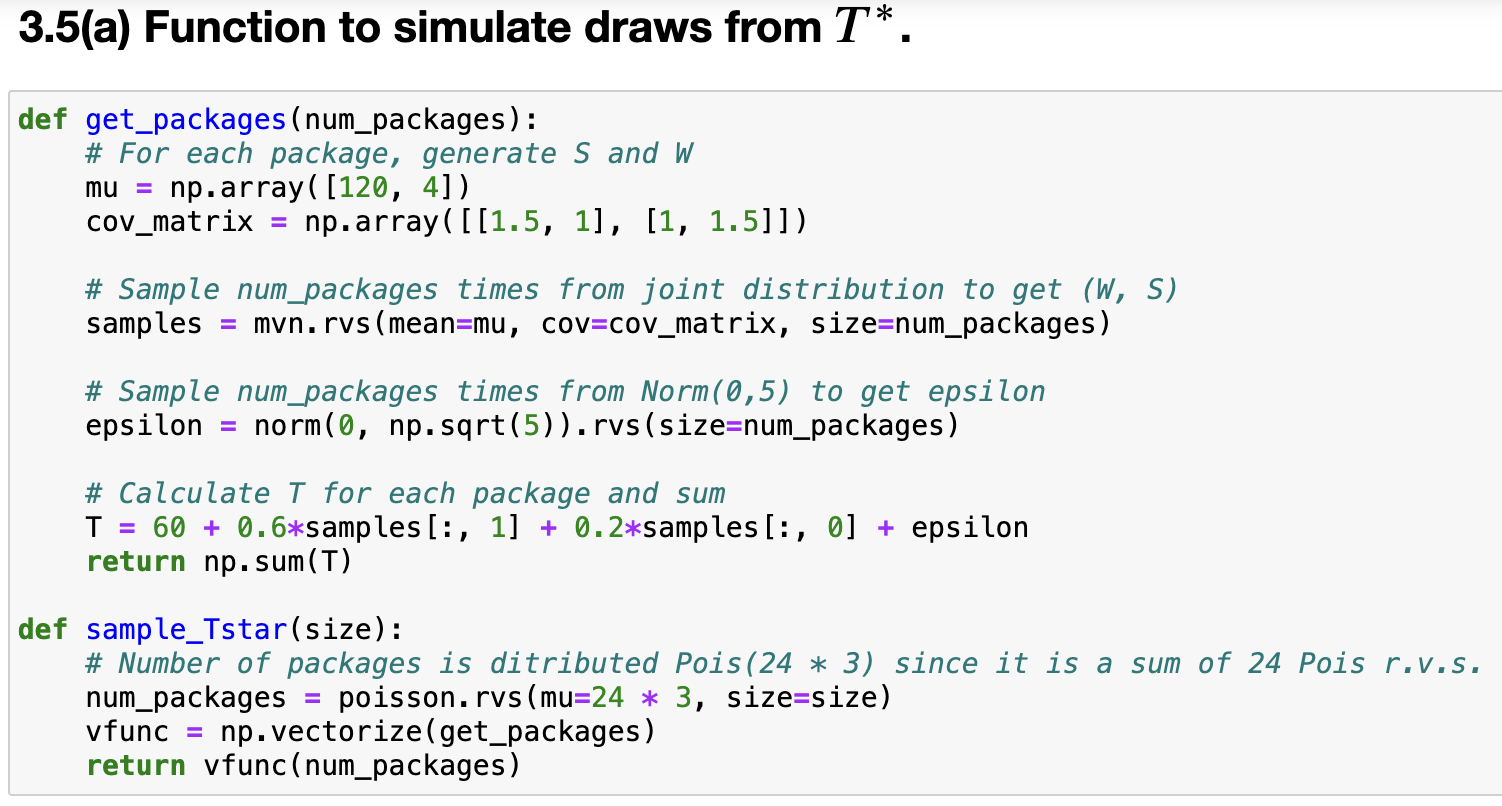 3.5(a) Function to simulate draws from T*.
def get_packages(num_packages):
    # For each package, generate S and W
    mu = np.array([120, 4])
    cov_matrix = np.array([[1.5, 1], [1, 1.5]])
    # Sample num_packages times from joint distribution to get (W, S)
    samples = mvn.rvs(mean=mu, cov=cov_matrix, size=num_packages)
    # Sample num_packages times from Norm(0,5) to get epsilon
    epsilon = norm(0, np.sqrt(5)).rvs(size=num_packages)
    # Calculate T for each package and sum
    T = 60 + 0.6*samples[:, 1] + 0.2*samples[:, 0] + epsilon
    return np.sum(T)
def sample_Tstar(size):
    # Number of packages is ditributed Pois(24 * 3) since it is a sum of 24 Pois r.v.s.
    num_packages = poisson.rvs(mu=24 * 3, size=size)
    vfunc = np.vectorize(get_packages)
    return vfunc(num_packages)